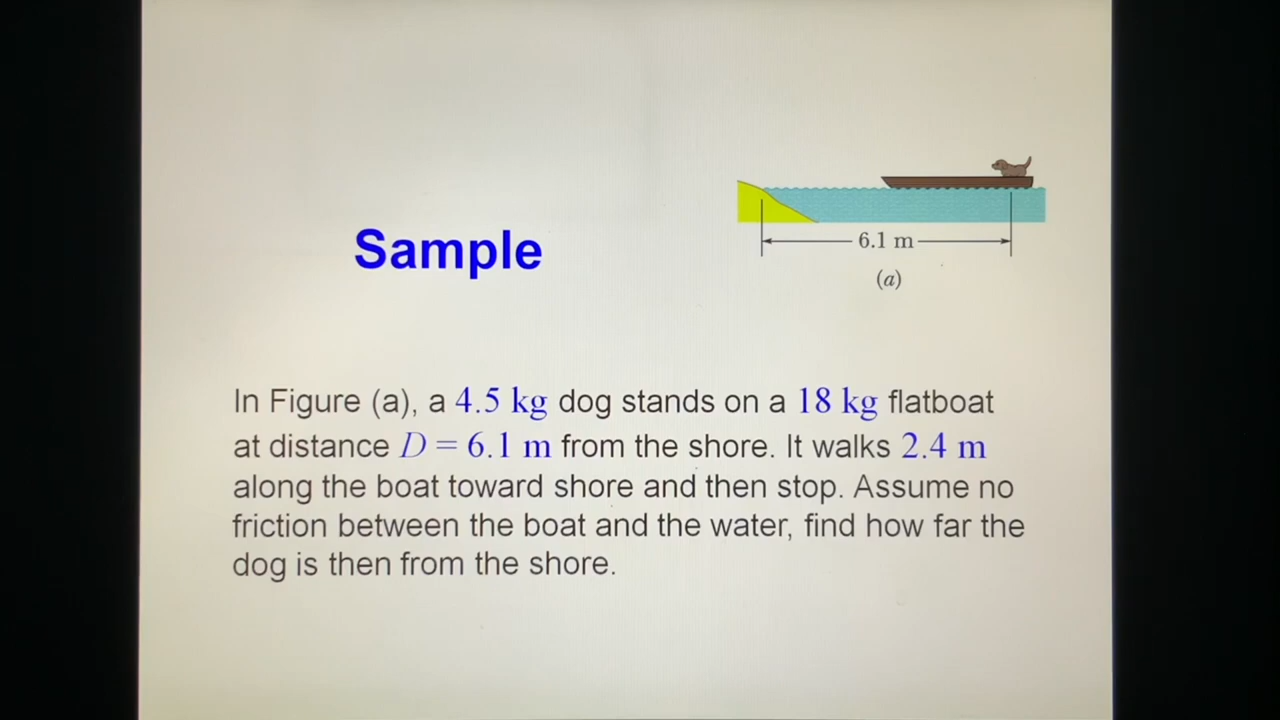 6.1 m
Sample
(a)
In Figure (a), a 4.5 kg dog stands on a 18 kg flatboat
at distance D = 6.1 m from the shore. It walks 2.4 m
along the boat toward shore and then stop. Assume no
friction between the boat and the water, find how far the
dog is then from the shore.